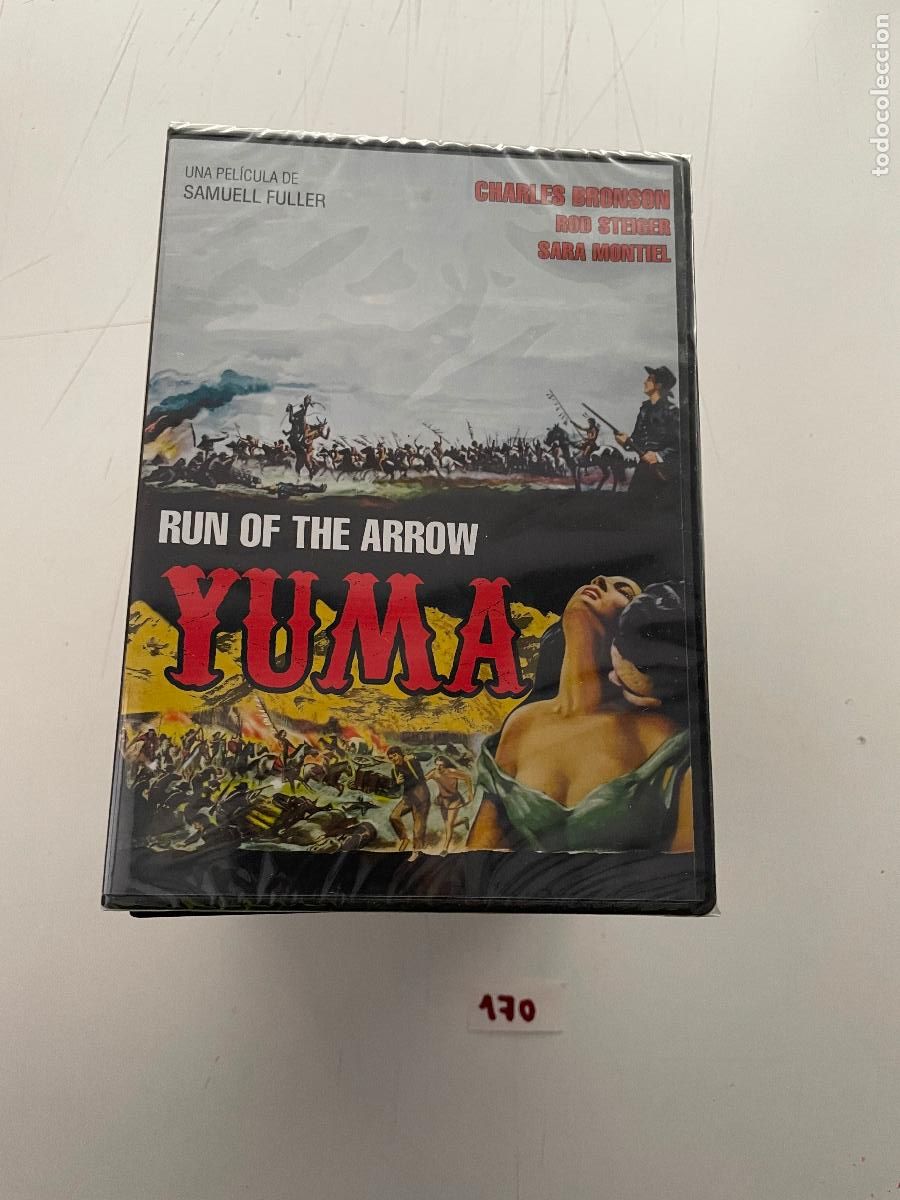 UNA PELÍCULA DE
SAMUELL FULLER
CHARLES BRONSON
ROD STEIGER
SARA MONTIEL
RUN OF THE ARROW
YUMA
170
todocoleccion